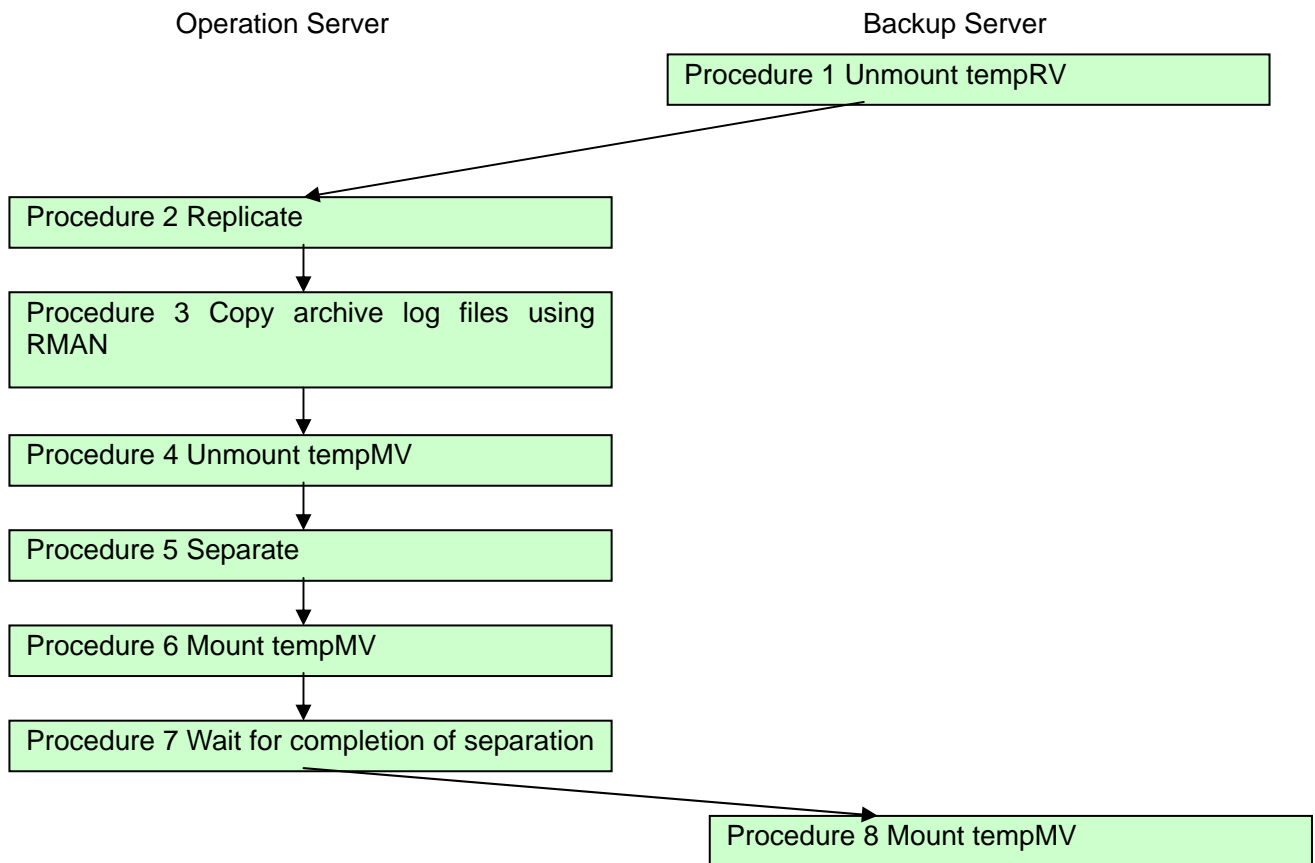 Operation Server
Backup Server
Procedure 1 Unmount tempRV
Procedure 2 Replicate
Procedure 3 Copy archive log files using
RMAN
Procedure 4 Unmount tempMV
Procedure 5 Separate
Procedure 6 Mount tempMV
Procedure 7 Wait for completion of separation
Procedure 8 Mount tempMV